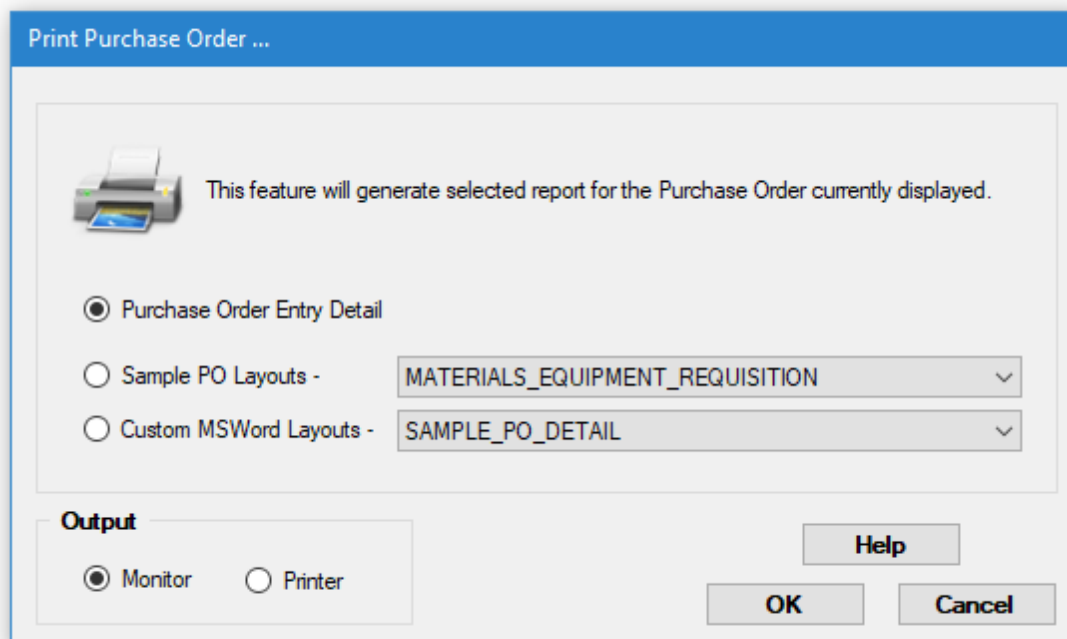 Print Purchase Order ...
This feature will generate selected report for the Purchase Order currently displayed.
Purchase Order Entry Detail
Sample PO Layouts - MATERIALS_EQUIPMENT_REQUISITION
Custom MSWord Layouts - SAMPLE_PO_DETAIL
Output
Monitor Printer
Help
OK Cancel